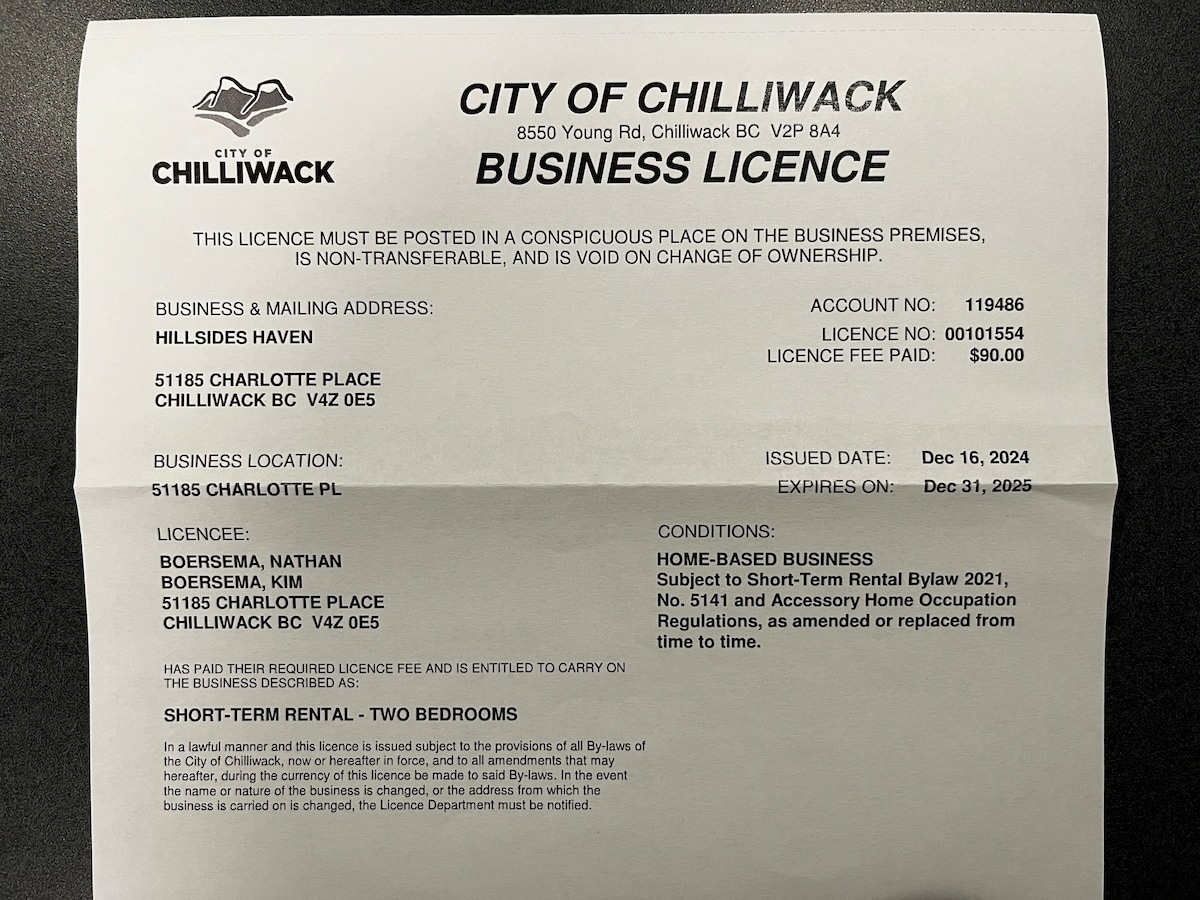 CITY OF
CHILLIWACK
CITY OF CHILLIWACK
8550 Young Rd, Chilliwack BC V2P 8A4
BUSINESS LICENCE
THIS LICENCE MUST BE POSTED IN A CONSPICUOUS PLACE ON THE BUSINESS PREMISES,
IS NON-TRANSFERABLE, AND IS VOID ON CHANGE OF OWNERSHIP.
BUSINESS & MAILING ADDRESS:
HILLSIDES HAVEN
51185 CHARLOTTE PLACE
CHILLIWACK BC V4Z 0E5
ACCOUNT NO: 119486
LICENCE NO: 00101554
LICENCE FEE PAID: $90.00
BUSINESS LOCATION:
51185 CHARLOTTE PL
ISSUED DATE: Dec 16, 2024
EXPIRES ON: Dec 31, 2025
LICENCEE:
BOERSEMA, NATHAN
BOERSEMA, KIM
51185 CHARLOTTE PLACE
CHILLIWACK BC V4Z 0E5
CONDITIONS:
HOME-BASED BUSINESS
Subject to Short-Term Rental Bylaw 2021,
No. 5141 and Accessory Home Occupation
Regulations, as amended or replaced from
time to time.
HAS PAID THEIR REQUIRED LICENCE FEE AND IS ENTITLED TO CARRY ON
THE BUSINESS DESCRIBED AS:
SHORT-TERM RENTAL - TWO BEDROOMS
In a lawful manner and this licence is issued subject to the provisions of all By-laws of
the City of Chilliwack, now or hereafter in force, and to all amendments that may
hereafter, during the currency of this licence be made to said By-laws. In the event
the name or nature of the business is changed, or the address from which the
business is carried on is changed, the Licence Department must be notified.